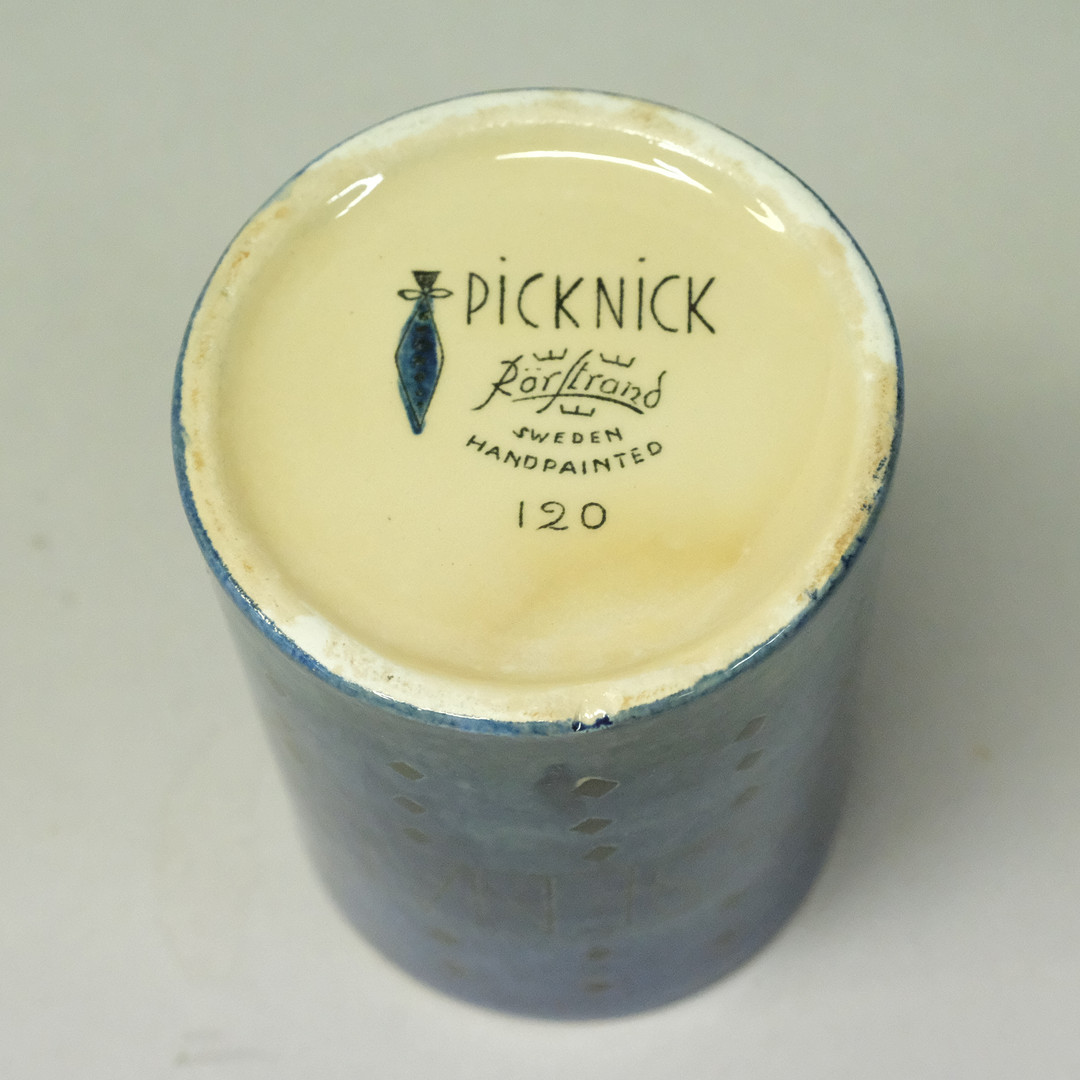 PiCKNiCK
Rörstrand
SWEDEN
HANDPAINTED
120